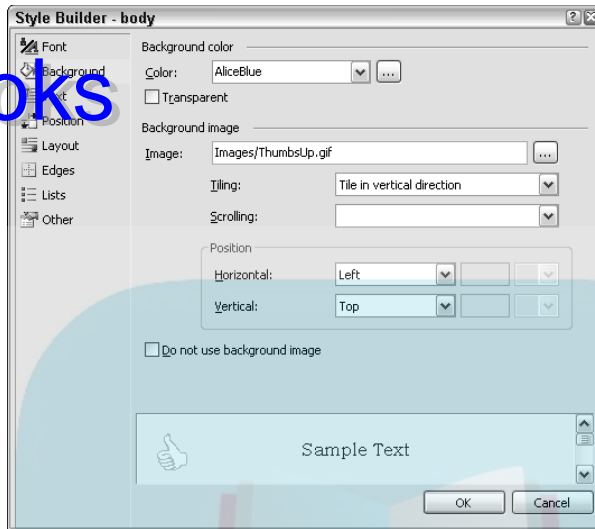 Style Builder - body
Font
Background
Text
Position
Layout
Edges
Lists
Other
oks
Background color
Color: AliceBlue ...
Transparent
Background image
Image: Images/ThumbsUp.gif ...
Tiling: Tile in vertical direction
Scrolling:
Position
Horizontal: Left
Vertical: Top
Do not use background image
Sample Text
OK Cancel